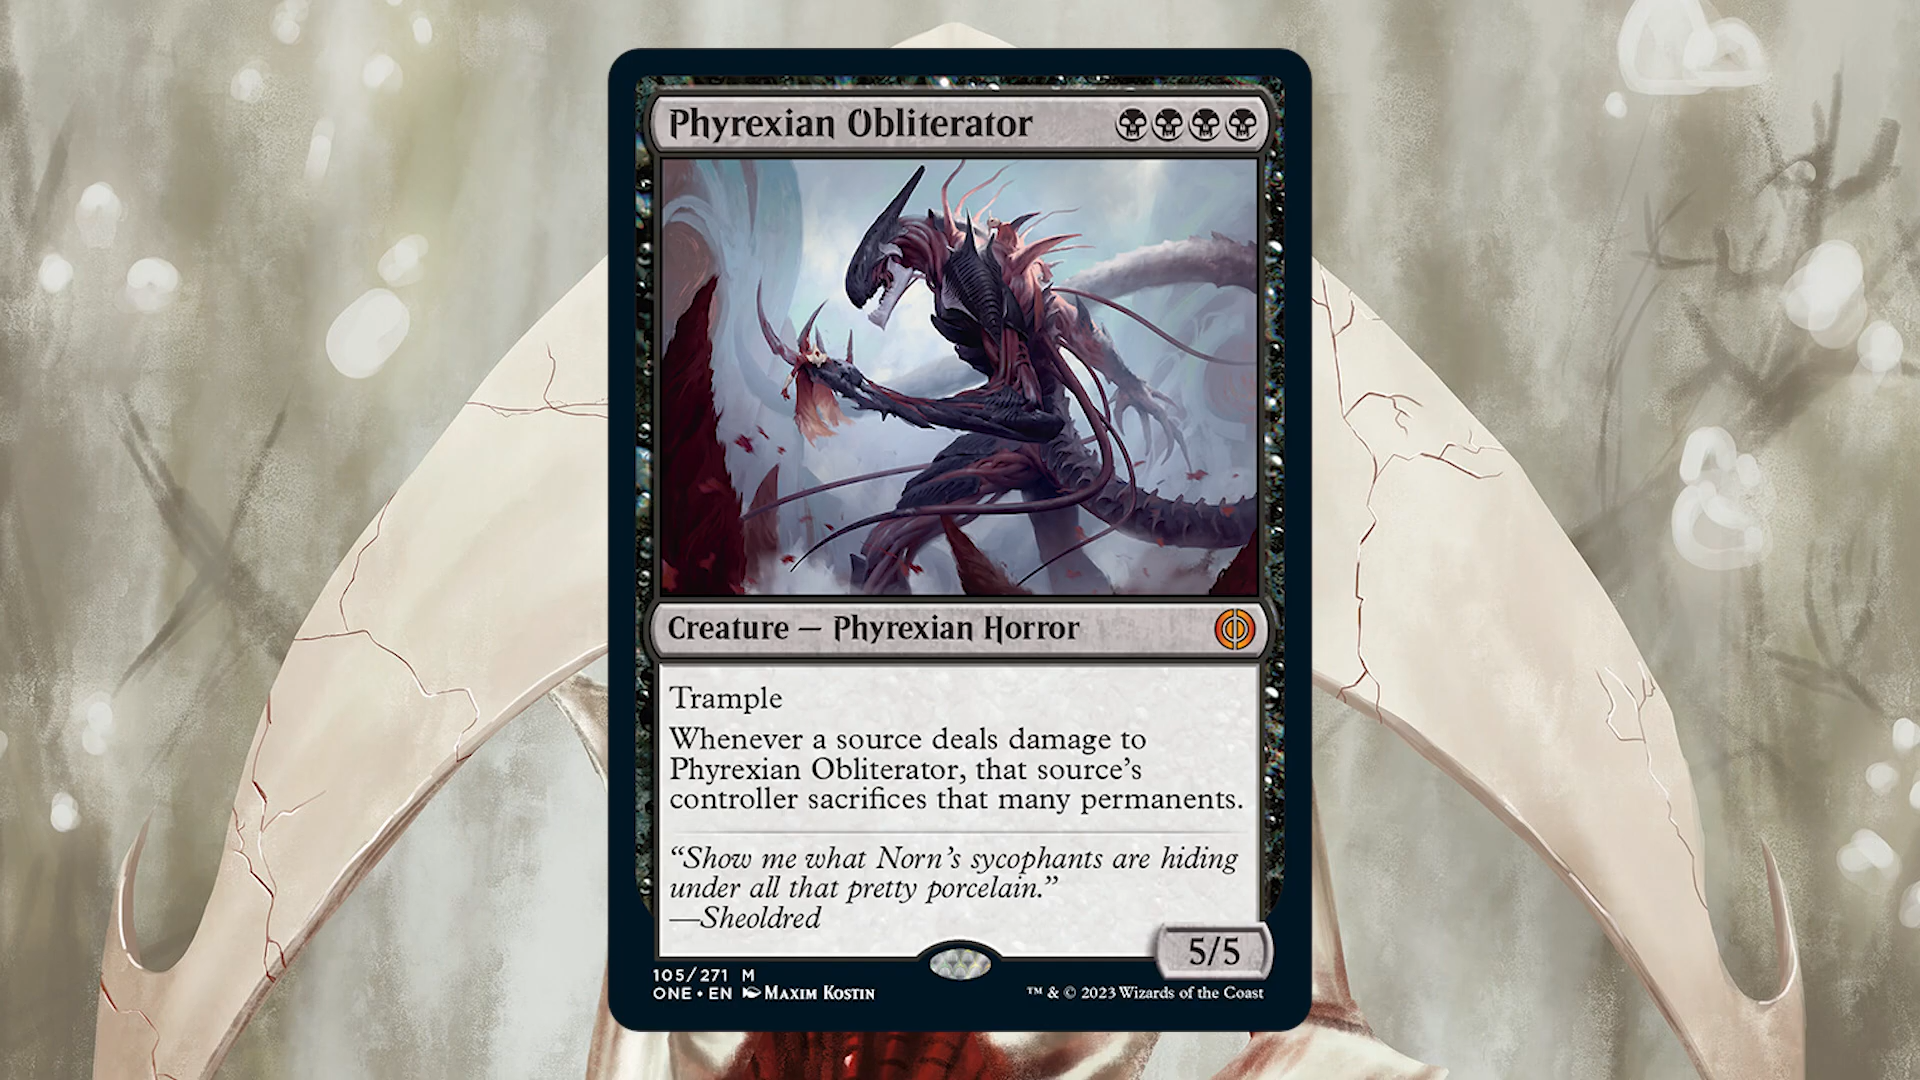 Phyrexian Obliterator
Creature — Phyrexian Horror
Trample
Whenever a source deals damage to
Phyrexian Obliterator, that source's
controller sacrifices that many permanents.
“Show me what Norn's sycophants are hiding
under all that pretty porcelain.”
—Sheoldred
5/5
105/271 M
ONE • EN Maxim Kostin
™ & © 2023 Wizards of the Coast